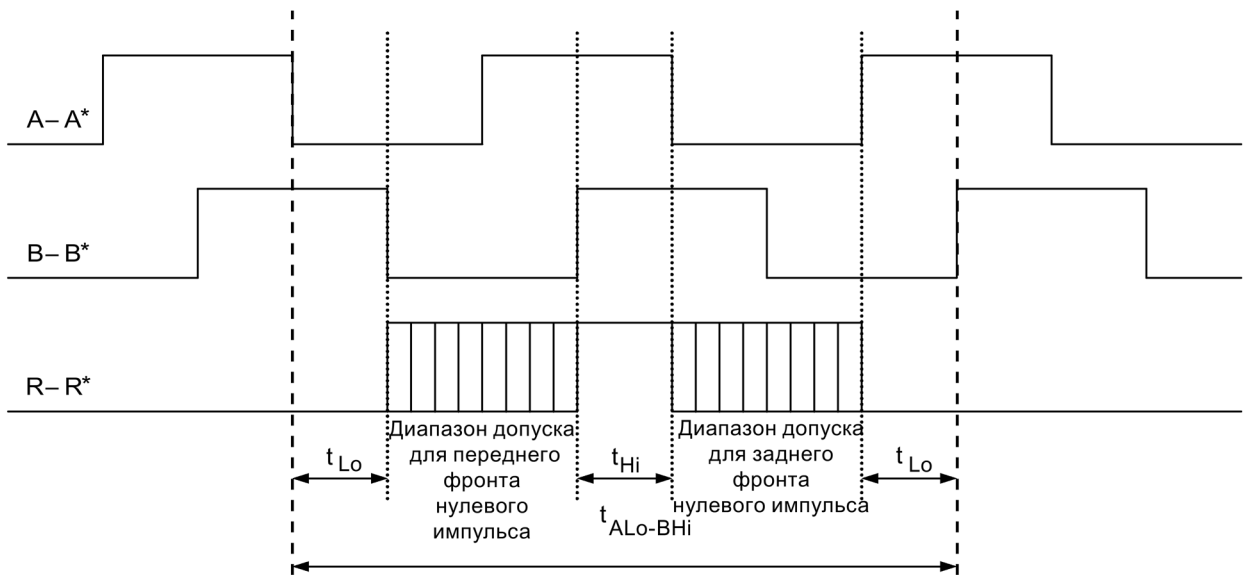 A–A*
B–B*
R–R*
Диапазон допуска
для переднего
фронта
нулевого
импульса
Диапазон допуска
для заднего
фронта
нулевого импульса
t Lo
t Hi
t Lo
t ALo-BHi